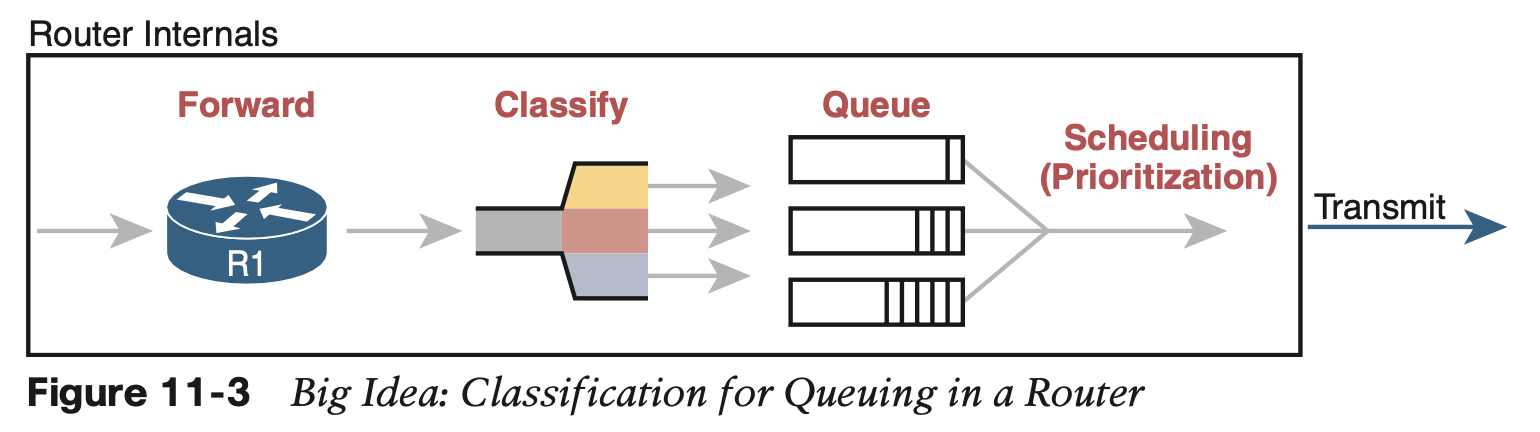 Router Internals
Forward
Classify
Queue
Scheduling
(Prioritization)
Transmit
R1
Figure 11-3 Big Idea: Classification for Queuing in a Router